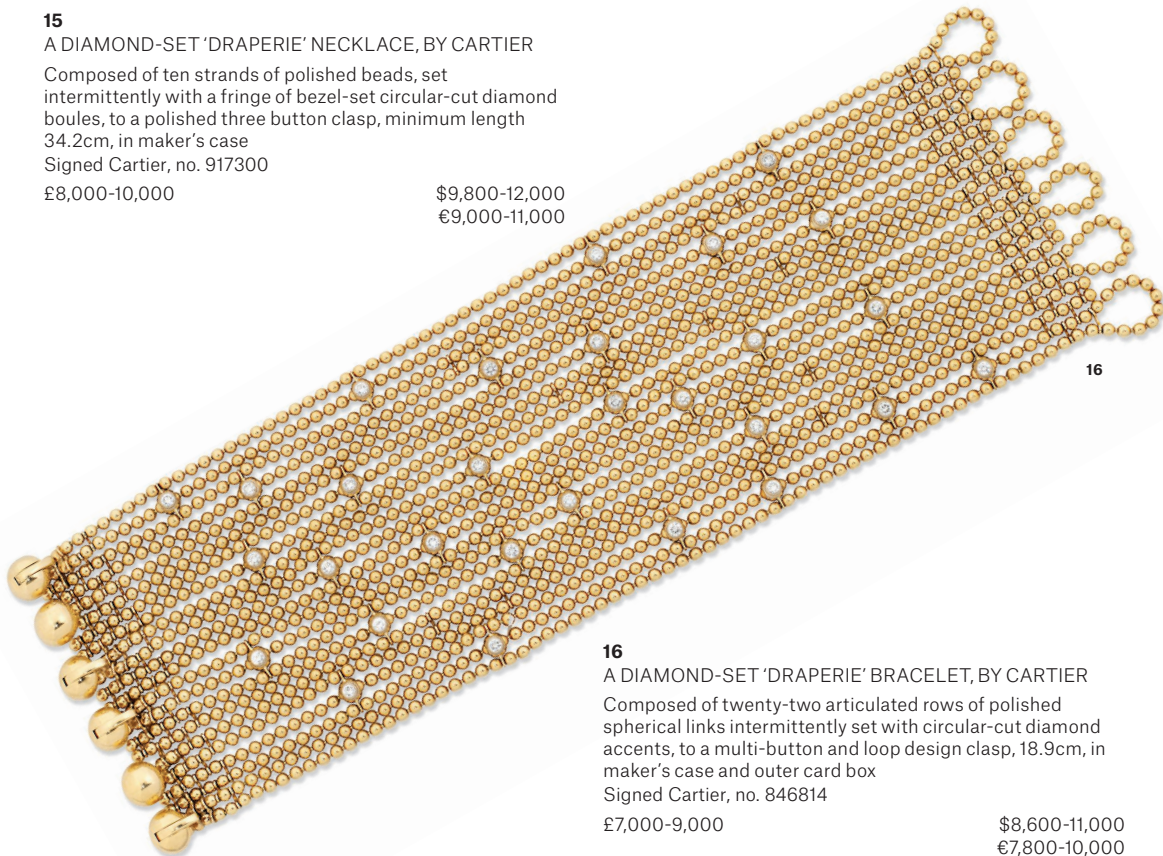 15
A DIAMOND-SET ‘DRAPERIE’ NECKLACE, BY CARTIER
Composed of ten strands of polished beads, set
intermittently with a fringe of bezel-set circular-cut diamond
boules, to a polished three button clasp, minimum length
34.2cm, in maker’s case
Signed Cartier, no. 917300
£8,000-10,000 $9,800-12,000
€9,000-11,000
16
16
A DIAMOND-SET ‘DRAPERIE’ BRACELET, BY CARTIER
Composed of twenty-two articulated rows of polished
spherical links intermittently set with circular-cut diamond
accents, to a multi-button and loop design clasp, 18.9cm, in
maker’s case and outer card box
Signed Cartier, no. 846814
£7,000-9,000 $8,600-11,000
€7,800-10,000